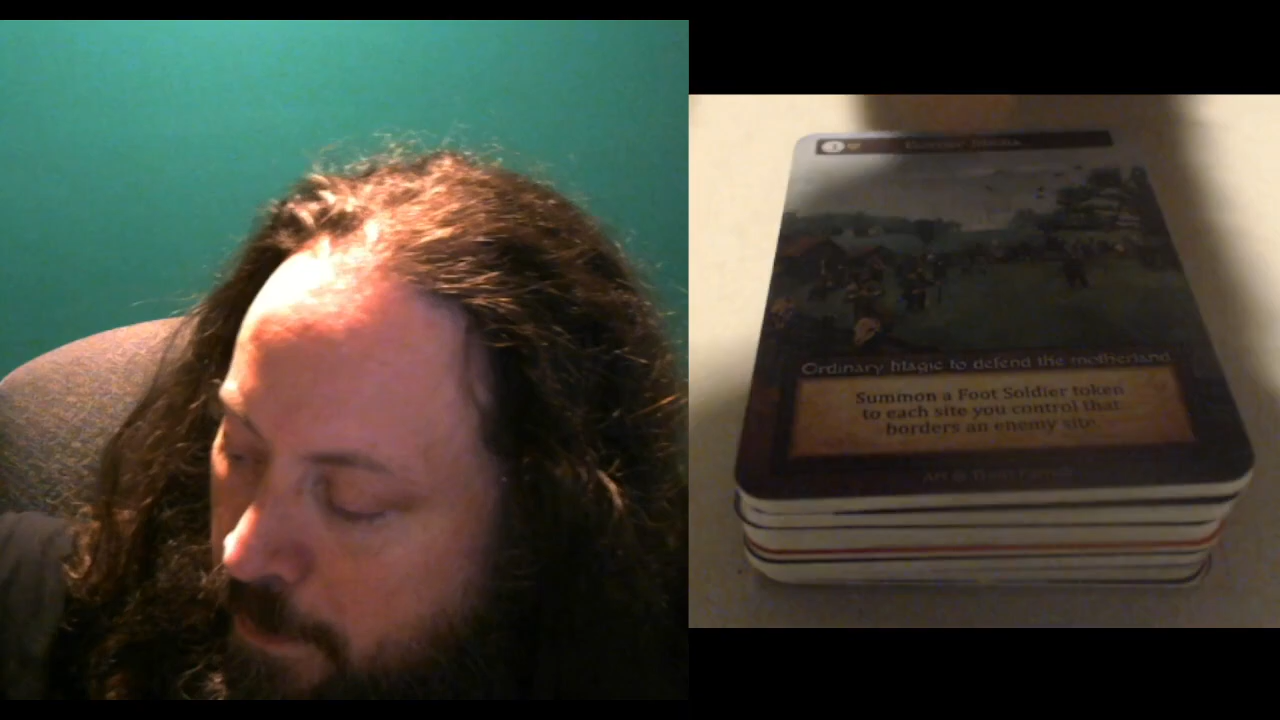 Ordinary Magic to defend the motherland
Summon a Foot Soldier token
to each site you control that
borders an enemy site.
Art @